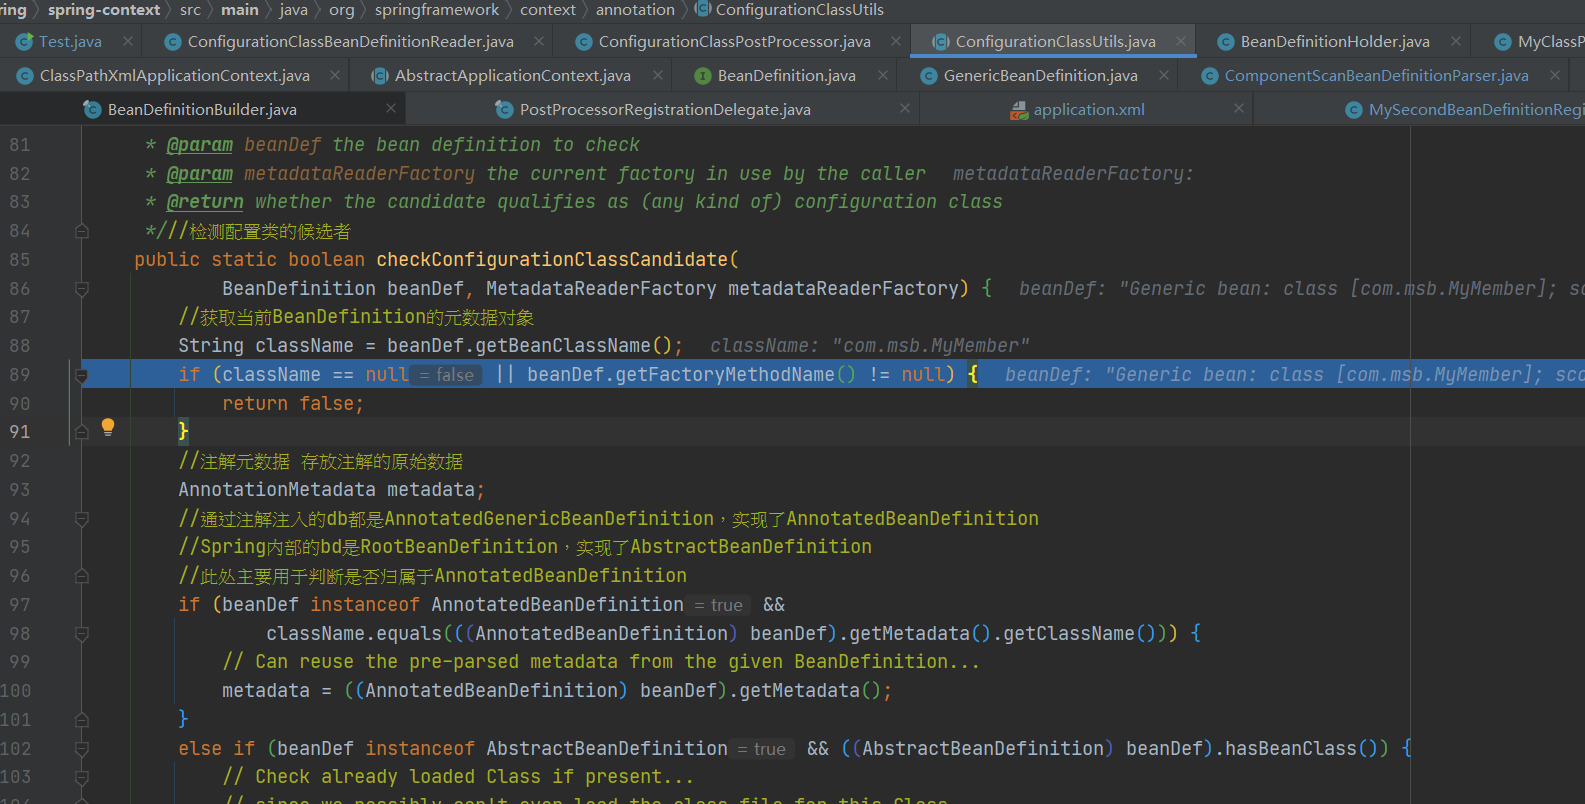 ring > spring-context > src > main > java > org > springframework > context > annotation > ConfigurationClassUtils
Test.java × ConfigurationClassBeanDefinitionReader.java × ConfigurationClassPostProcessor.java × ConfigurationClassUtils.java × BeanDefinitionHolder.java × MyClassP
ClassPathXmlApplicationContext.java × AbstractApplicationContext.java × BeanDefinition.java × GenericBeanDefinition.java × ComponentScanBeanDefinitionParser.java ×
BeanDefinitionBuilder.java × PostProcessorRegistrationDelegate.java × application.xml × MySecondBeanDefinitionRegi
81 * @param beanDef the bean definition to check
82 * @param metadataReaderFactory the current factory in use by the caller metadataReaderFactory:
83 * @return whether the candidate qualifies as (any kind of) configuration class
84 *///检测配置类的候选者
85 public static boolean checkConfigurationClassCandidate(
86 BeanDefinition beanDef, MetadataReaderFactory metadataReaderFactory) { beanDef: "Generic bean: class [com.msb.MyMember]; sc
87 //获取当前BeanDefinition的元数据对象
88 String className = beanDef.getBeanClassName(); className: "com.msb.MyMember"
89 if (className == null = false || beanDef.getFactoryMethodName() != null) { beanDef: "Generic bean: class [com.msb.MyMember]; sco
90 return false;
91 }
92 //注解元数据 存放注解的原始数据
93 AnnotationMetadata metadata;
94 //通过注解注入的db都是AnnotatedGenericBeanDefinition，实现了AnnotatedBeanDefinition
95 //Spring内部的bd是RootBeanDefinition，实现了AbstractBeanDefinition
96 //此处主要用于判断是否归属于AnnotatedBeanDefinition
97 if (beanDef instanceof AnnotatedBeanDefinition = true &&
98 className.equals(((AnnotatedBeanDefinition) beanDef).getMetadata().getClassName())) {
99 // Can reuse the pre-parsed metadata from the given BeanDefinition...
100 metadata = ((AnnotatedBeanDefinition) beanDef).getMetadata();
101 }
102 else if (beanDef instanceof AbstractBeanDefinition = true && ((AbstractBeanDefinition) beanDef).hasBeanClass()) {
103 // Check already loaded Class if present...